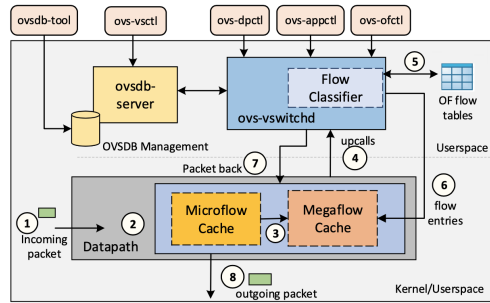 ovsdb-tool
ovs-vsctl
ovs-dpctl
ovs-appctl
ovs-ofctl
ovsdb-
server
Flow
Classifier
ovs-vswitchd
5
OF flow
tables
OVSDB Management
upcalls
Userspace
Packet back
7
4
6
flow
entries
1
Incoming
packet
2
Datapath
Microflow
Cache
3
Megaflow
Cache
8
outgoing packet
Kernel/Userspace